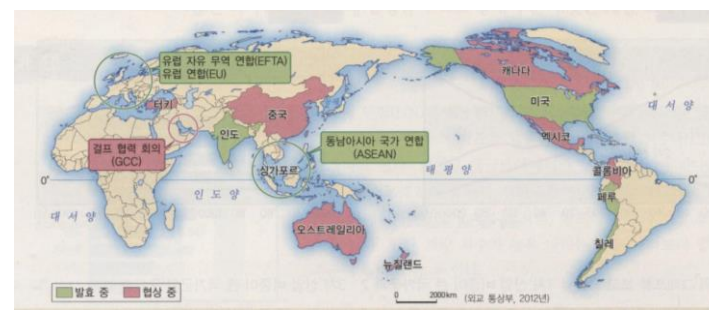 유럽 자유 무역 연합(EFTA)
유럽 연합(EU)
캐나다
터키
중국
미국
대 서 양
인도
동남아시아 국가 연합
(ASEAN)
멕시코
걸프 협력 회의
(GCC)
싱가포르
태 평 양
콜롬비아
0°
0°
인 도 양
페루
대 서 양
오스트레일리아
칠레
뉴질랜드
발효 중
협상 중
0 2000km
(외교 통상부, 2012년)